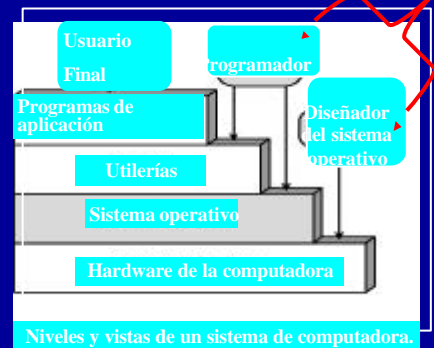 Usuario
Final
Programador
Diseñador
del sistema
operativo
Programas de
aplicación
Utilerías
Sistema operativo
Hardware de la computadora
Niveles y vistas de un sistema de computadora.